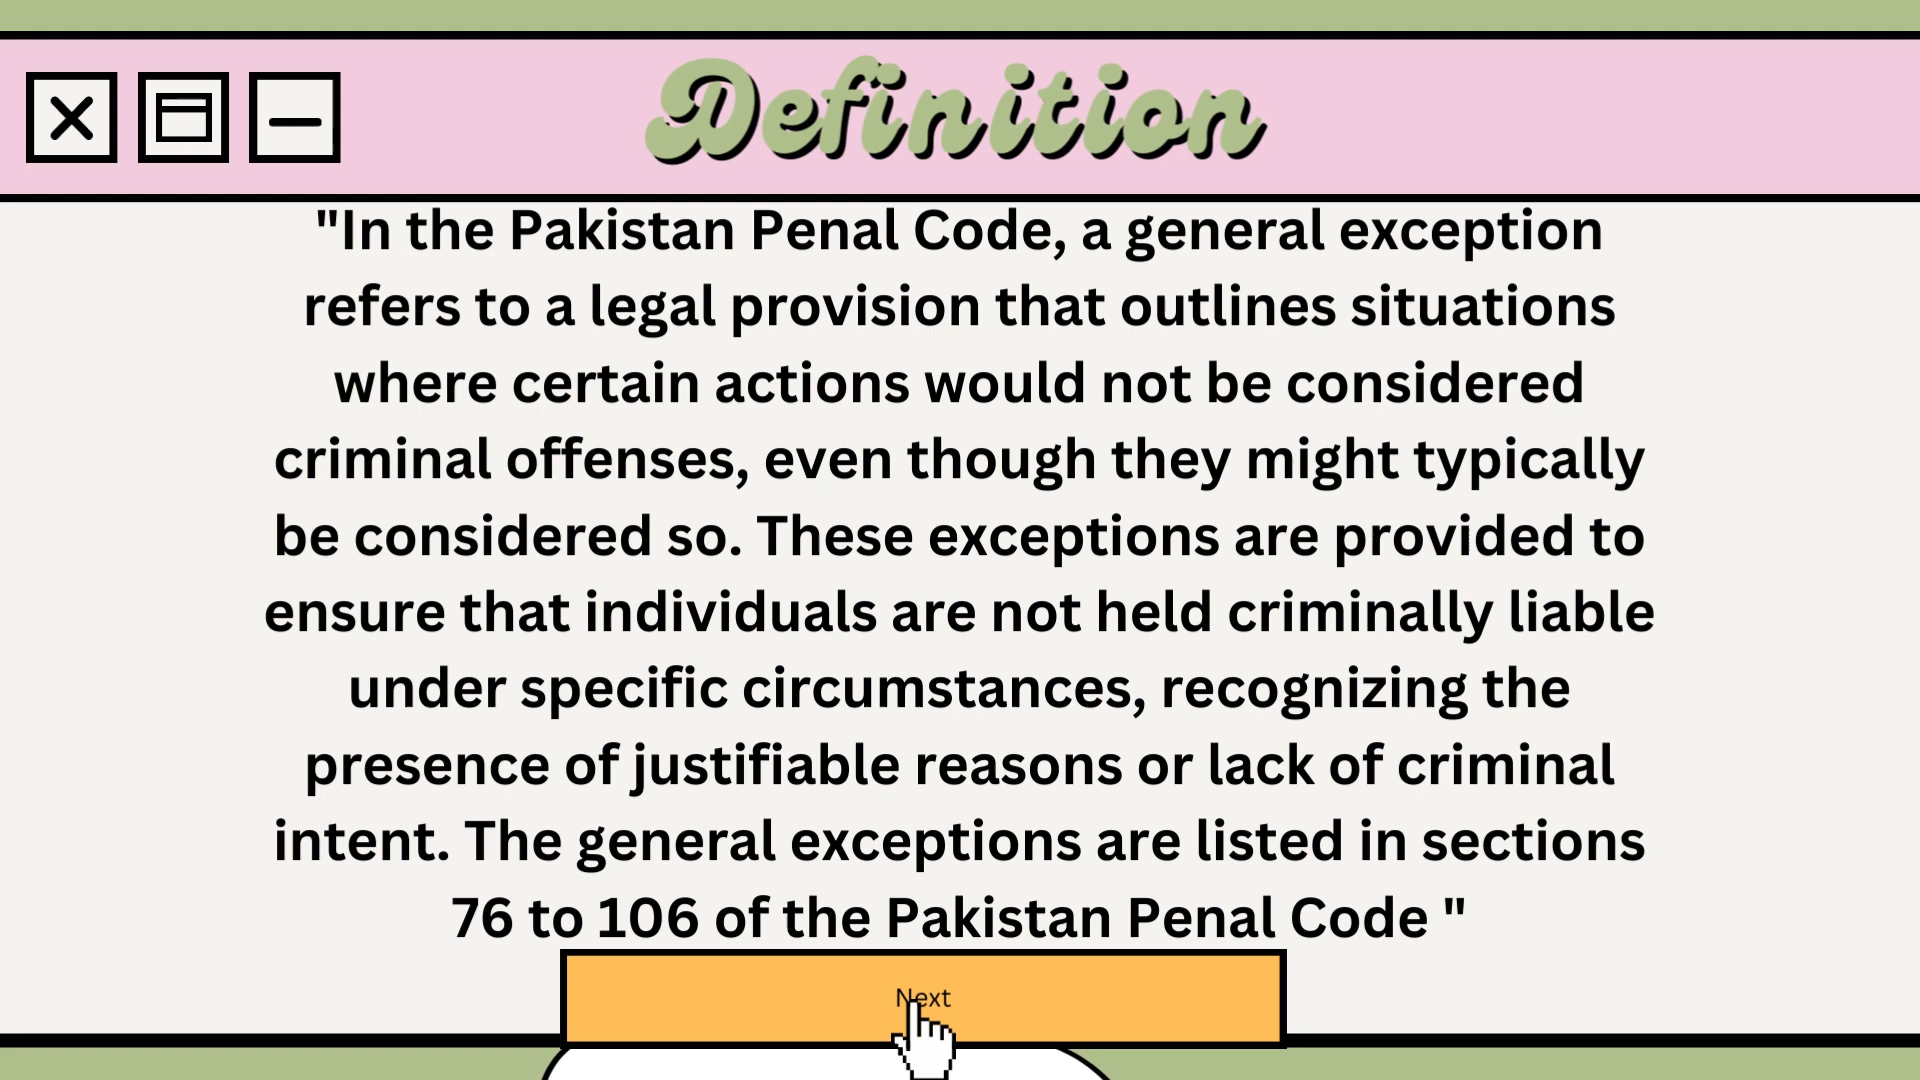 Definition
"In the Pakistan Penal Code, a general exception
refers to a legal provision that outlines situations
where certain actions would not be considered
criminal offenses, even though they might typically
be considered so. These exceptions are provided to
ensure that individuals are not held criminally liable
under specific circumstances, recognizing the
presence of justifiable reasons or lack of criminal
intent. The general exceptions are listed in sections
76 to 106 of the Pakistan Penal Code "
Next